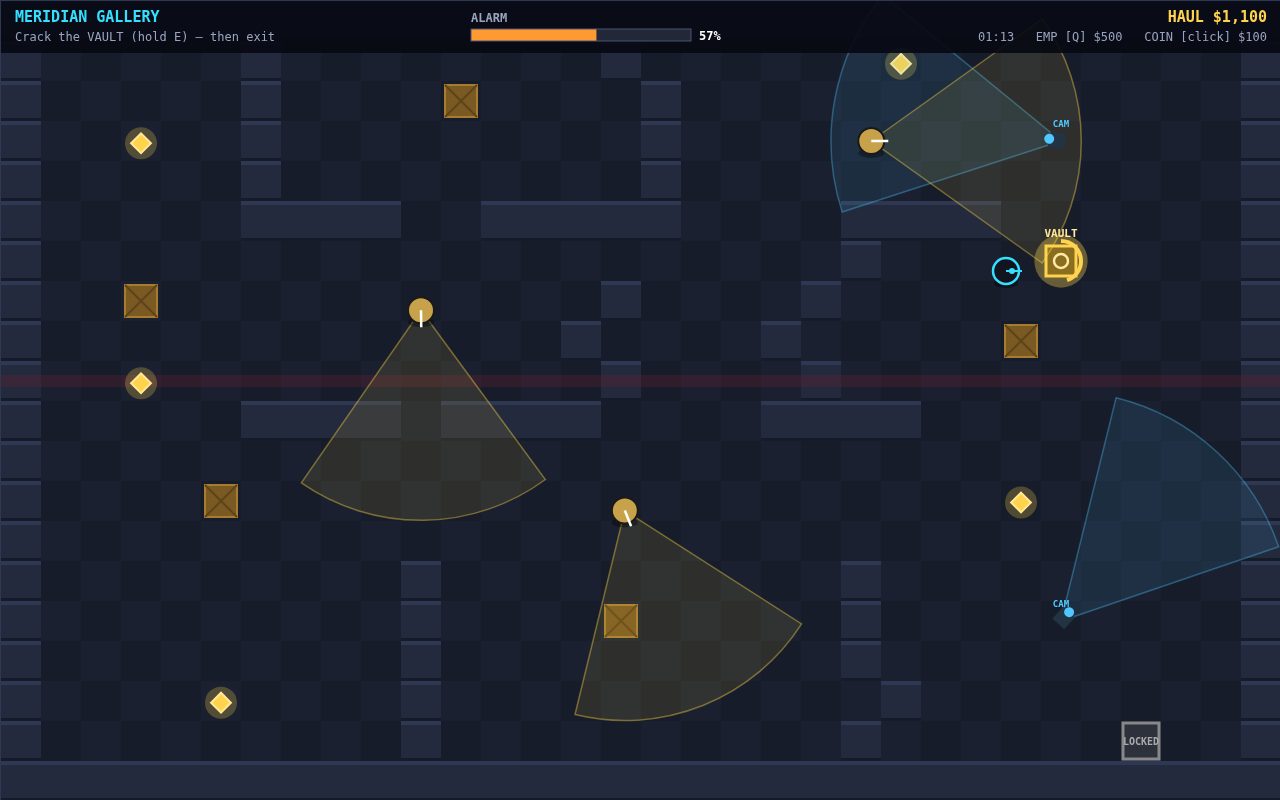 MERIDIAN GALLERY
Crack the VAULT (hold E) — then exit
ALARM
57%
HAUL $1,100
01:13 EMP [Q] $500 COIN [click] $100
CAM
VAULT
CAM
LOCKED